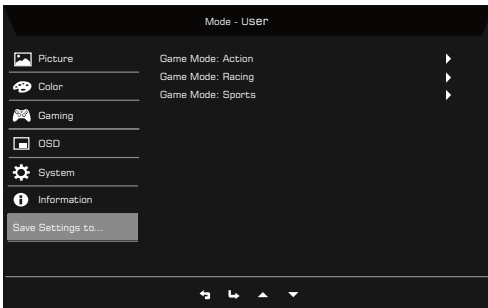 Mode - User
Picture
Color
Gaming
OSD
System
Information
Save Settings to...
Game Mode: Action
Game Mode: Racing
Game Mode: Sports